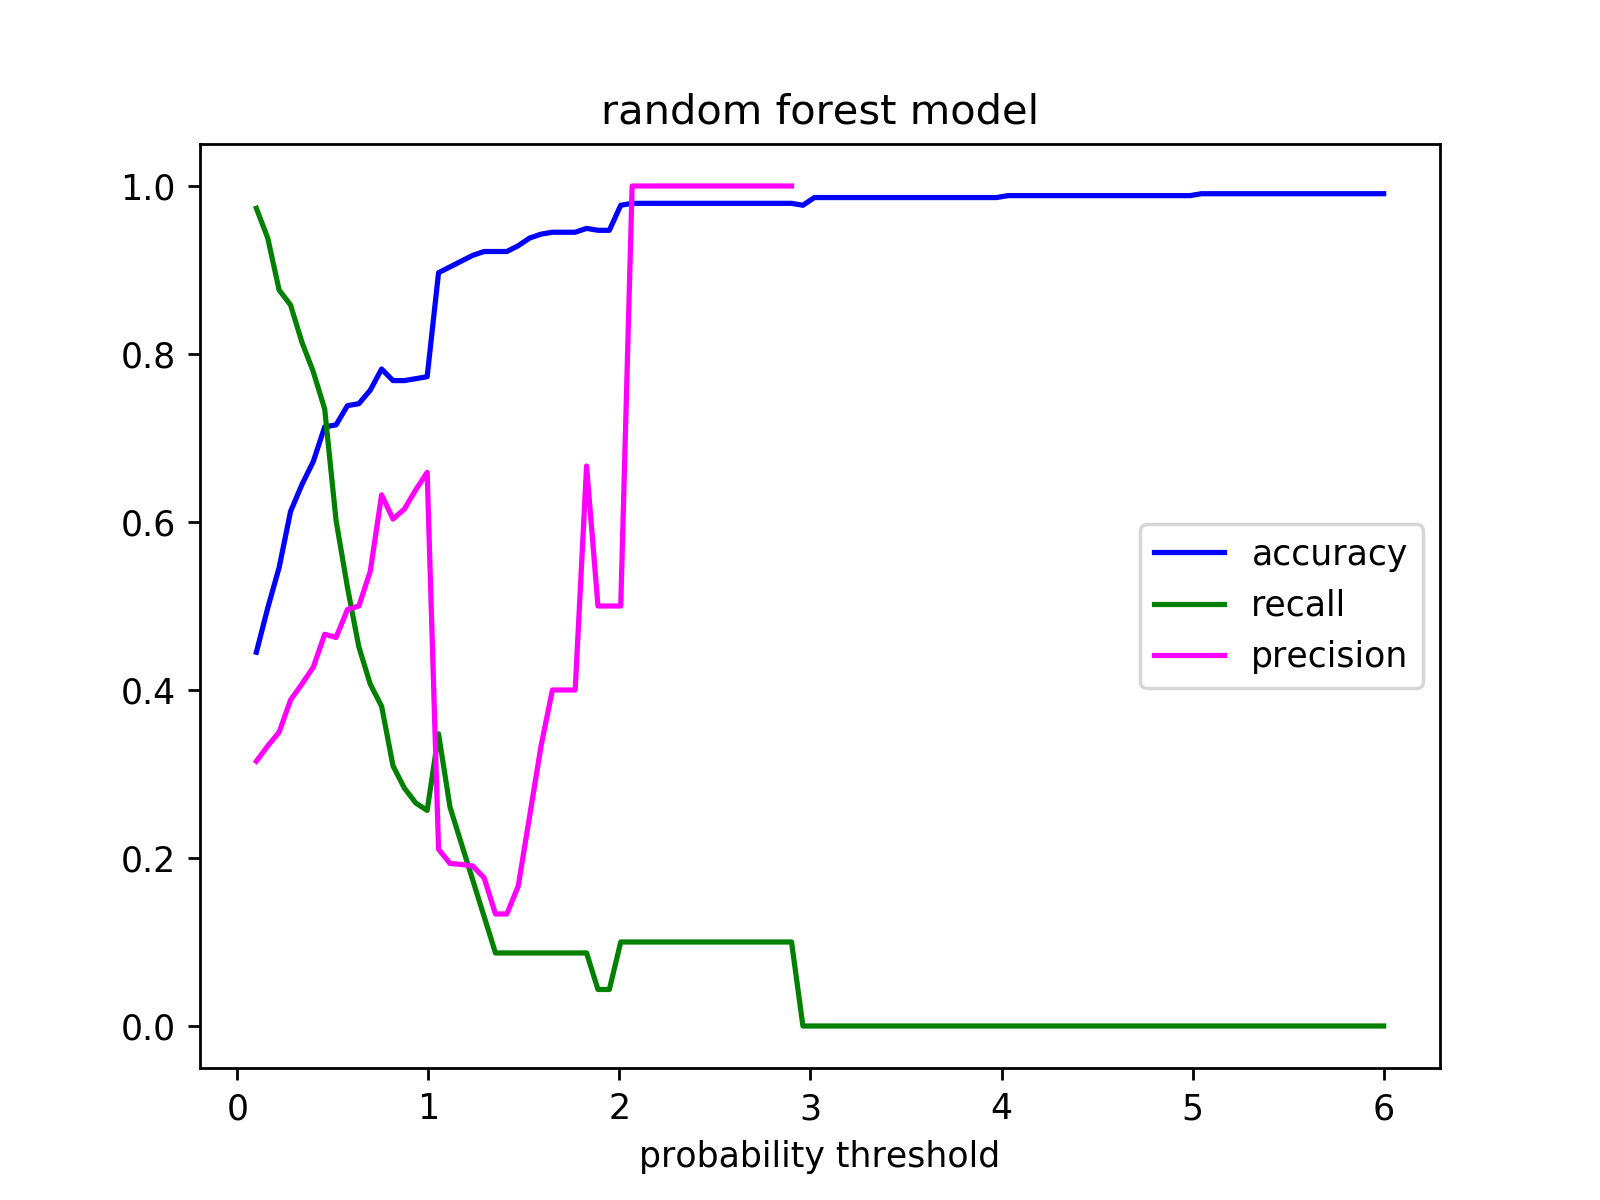 random forest model
1.0
0.8
0.6
0.4
0.2
0.0
accuracy
recall
precision
0 1 2 3 4 5 6
probability threshold